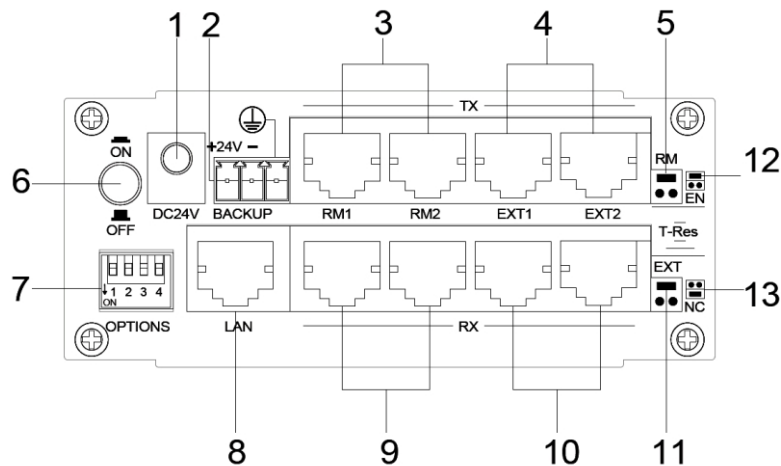 1 2 3 4 5
TX
ON
+24V −
RM
12
6
EN
DC24V BACKUP RM1 RM2 EXT1 EXT2
OFF
T-Res
EXT
7
1 2 3 4
ON
13
NC
OPTIONS LAN RX
8 9 10 11